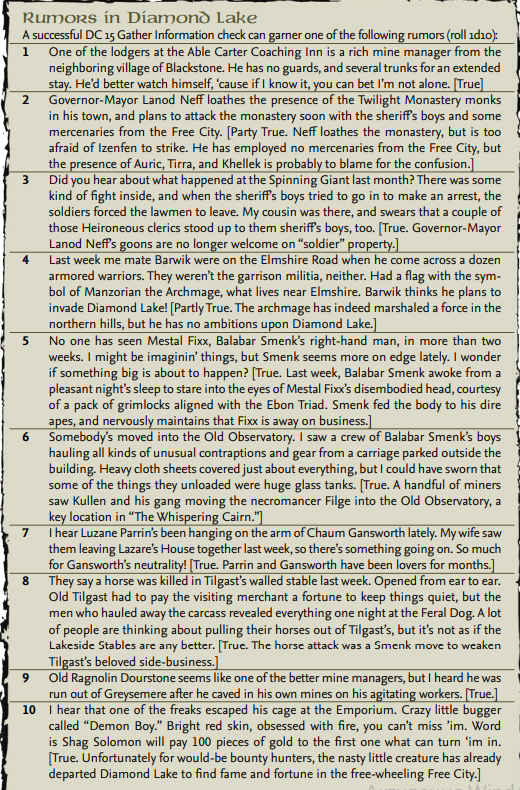 Rumors in Diamond Lake
A successful DC 15 Gather Information check can garner one of the following rumors (roll 1d10):
1 One of the lodgers at the Able Carter Coaching Inn is a rich mine manager from the
neighboring village of Blackstone. He has no guards, and several trunks for an extended
stay. He'd better watch himself, 'cause if I know it, you can bet I'm not alone. [True]
2 Governor-Mayor Lanod Neff loathes the presence of the Twilight Monastery monks
in his town, and plans to attack the monastery soon with the sheriff's boys and some
mercenaries from the Free City. [Party True. Neff loathes the monastery, but is too
afraid of Izenfen to strike. He has employed no mercenaries from the Free City, but
the presence of Auric, Tirra, and Khellek is probably to blame for the confusion.]
3 Did you hear about what happened at the Spinning Giant last month? There was some
kind of fight inside, and when the sheriff's boys tried to go in to make an arrest, the
soldiers forced the lawmen to leave. My cousin was there, and swears that a couple of
those Heironeous clerics stood up to them sheriff's boys, too. [True. Governor-Mayor
Lanod Neff's goons are no longer welcome on "soldier" property.]
4 Last week me mate Barwik were on the Elmshire Road when he come across a dozen
armored warriors. They weren't the garrison militia, neither. Had a flag with the sym-
bol of Manzorian the Archmage, what lives near Elmshire. Barwik thinks he plans to
invade Diamond Lake! [Partly True. The archmage has indeed marshaled a force in the
northern hills, but he has no ambitions upon Diamond Lake.]
5 No one has seen Mestal Fixx, Balabar Smenk's right-hand man, in more than two
weeks. I might be imaginin' things, but Smenk seems more on edge lately. I wonder
if something big is about to happen? [True. Last week, Balabar Smenk awoke from a
pleasant night's sleep to stare into the eyes of Mestal Fixx's disembodied head, courtesy
of a pack of grimlocks aligned with the Ebon Triad. Smenk fed the body to his dire
apes, and nervously maintains that Fixx is away on business.]
6 Somebody's moved into the Old Observatory. I saw a crew of Balabar Smenk's boys
hauling all kinds of unusual contraptions and gear from a carriage parked outside the
building. Heavy cloth sheets covered just about everything, but I could have sworn that
some of the things they unloaded were huge glass tanks. [True. A handful of miners
saw Kullen and his gang moving the necromancer Filge into the Old Observatory, a
key location in "The Whispering Cairn."]
7 I hear Luzane Parrin's been hanging on the arm of Chaum Gansworth lately. My wife saw
them leaving Lazare's House together last week, so there's something going on. So much
for Gansworth's neutrality! [True. Parrin and Gansworth have been lovers for months.]
8 They say a horse was killed in Tilgast's walled stable last week. Opened from ear to ear.
Old Tilgast had to pay the visiting merchant a fortune to keep things quiet, but the
men who hauled away the carcass revealed everything one night at the Feral Dog. A lot
of people are thinking about pulling their horses out of Tilgast's, but it's not as if the
Lakeside Stables are any better. [True. The horse attack was a Smenk move to weaken
Tilgast's beloved side-business.]
9 Old Ragnolin Dourstone seems like one of the better mine managers, but I heard he was
run out of Greysemere after he caved in his own mines on his agitating workers. [True.]
10 I hear that one of the freaks escaped his cage at the Emporium. Crazy little bugger
called "Demon Boy." Bright red skin, obsessed with fire, you can't miss 'im. Word
is Shag Solomon will pay 100 pieces of gold to the first one what can turn 'im in.
[True. Unfortunately for would-be bounty hunters, the nasty little creature has already
departed Diamond Lake to find fame and fortune in the free-wheeling Free City.]